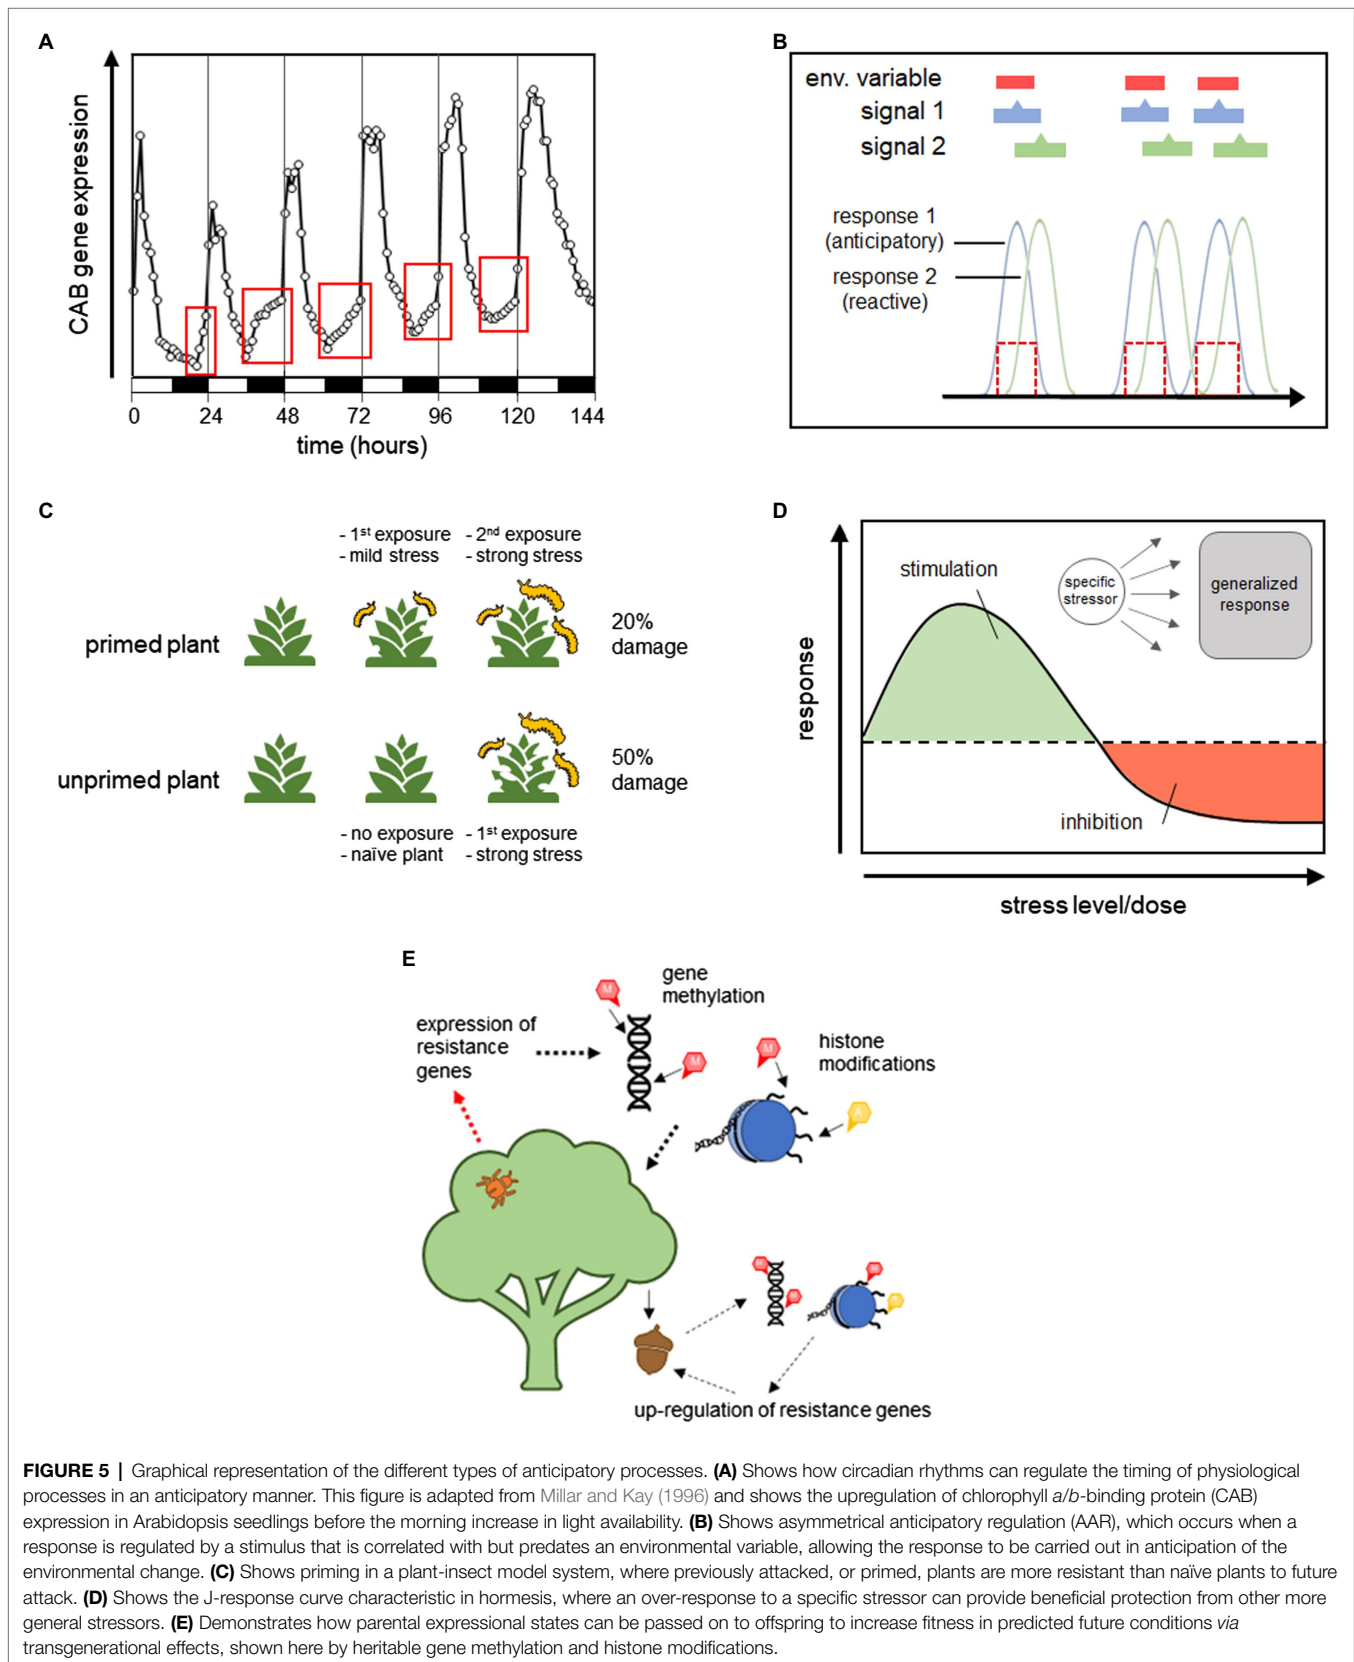 A
CAB gene expression
0 24 48 72 96 120 144
time (hours)
B
env. variable
signal 1
signal 2
response 1
(anticipatory)
response 2
(reactive)
C
- 1st exposure
- mild stress
- 2nd exposure
- strong stress
primed plant
20%
damage
unprimed plant
50%
damage
- no exposure
- naïve plant
- 1st exposure
- strong stress
D
response
stimulation
specific
stressor
generalized
response
inhibition
stress level/dose
E
gene
methylation
M
expression of
resistance
genes
M
M
histone
modifications
A
M
M
M
A
up-regulation of resistance genes
FIGURE 5 | Graphical representation of the different types of anticipatory processes. (A) Shows how circadian rhythms can regulate the timing of physiological
processes in an anticipatory manner. This figure is adapted from Millar and Kay (1996) and shows the upregulation of chlorophyll a/b-binding protein (CAB)
expression in Arabidopsis seedlings before the morning increase in light availability. (B) Shows asymmetrical anticipatory regulation (AAR), which occurs when a
response is regulated by a stimulus that is correlated with but predates an environmental variable, allowing the response to be carried out in anticipation of the
environmental change. (C) Shows priming in a plant-insect model system, where previously attacked, or primed, plants are more resistant than naïve plants to future
attack. (D) Shows the J-response curve characteristic in hormesis, where an over-response to a specific stressor can provide beneficial protection from other more
general stressors. (E) Demonstrates how parental expressional states can be passed on to offspring to increase fitness in predicted future conditions via
transgenerational effects, shown here by heritable gene methylation and histone modifications.